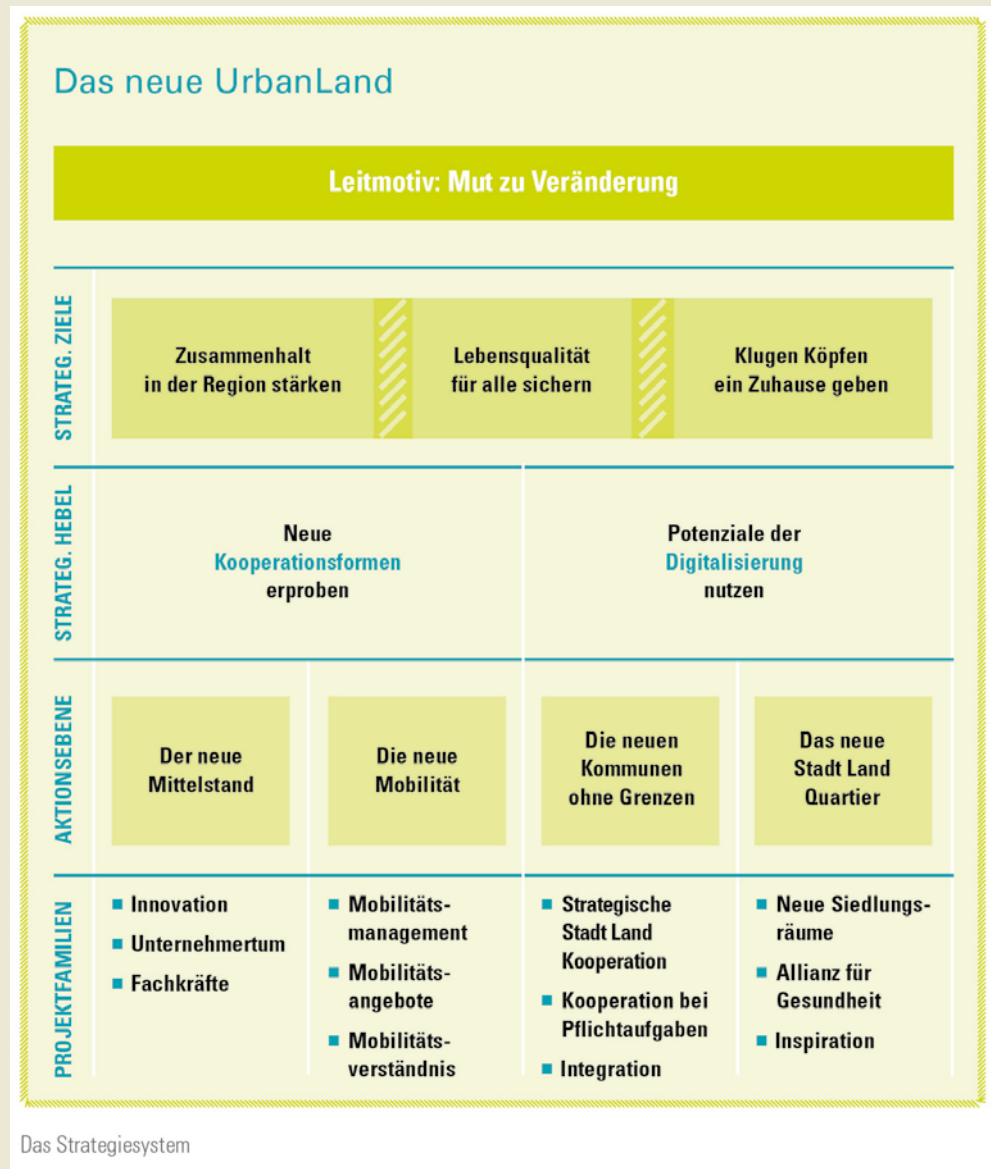 Das neue UrbanLand
Leitmotiv: Mut zu Veränderung
STRATEG. ZIELE
Zusammenhalt
in der Region stärken
Lebensqualität
für alle sichern
Klugen Köpfen
ein Zuhause geben
STRATEG. HEBEL
Neue
Kooperationsformen
erproben
Potenziale der
Digitalisierung
nutzen
AKTIONSEBENE
Der neue
Mittelstand
Die neue
Mobilität
Die neuen
Kommunen
ohne Grenzen
Das neue
Stadt Land
Quartier
PROJEKTFAMILIEN
■ Innovation
■ Unternehmertum
■ Fachkräfte
■ Mobilitäts-
management
■ Mobilitäts-
angebote
■ Mobilitäts-
verständnis
■ Strategische
Stadt Land
Kooperation
■ Kooperation bei
Pflichtaufgaben
■ Integration
■ Neue Siedlungs-
räume
■ Allianz für
Gesundheit
■ Inspiration
Das Strategiesystem